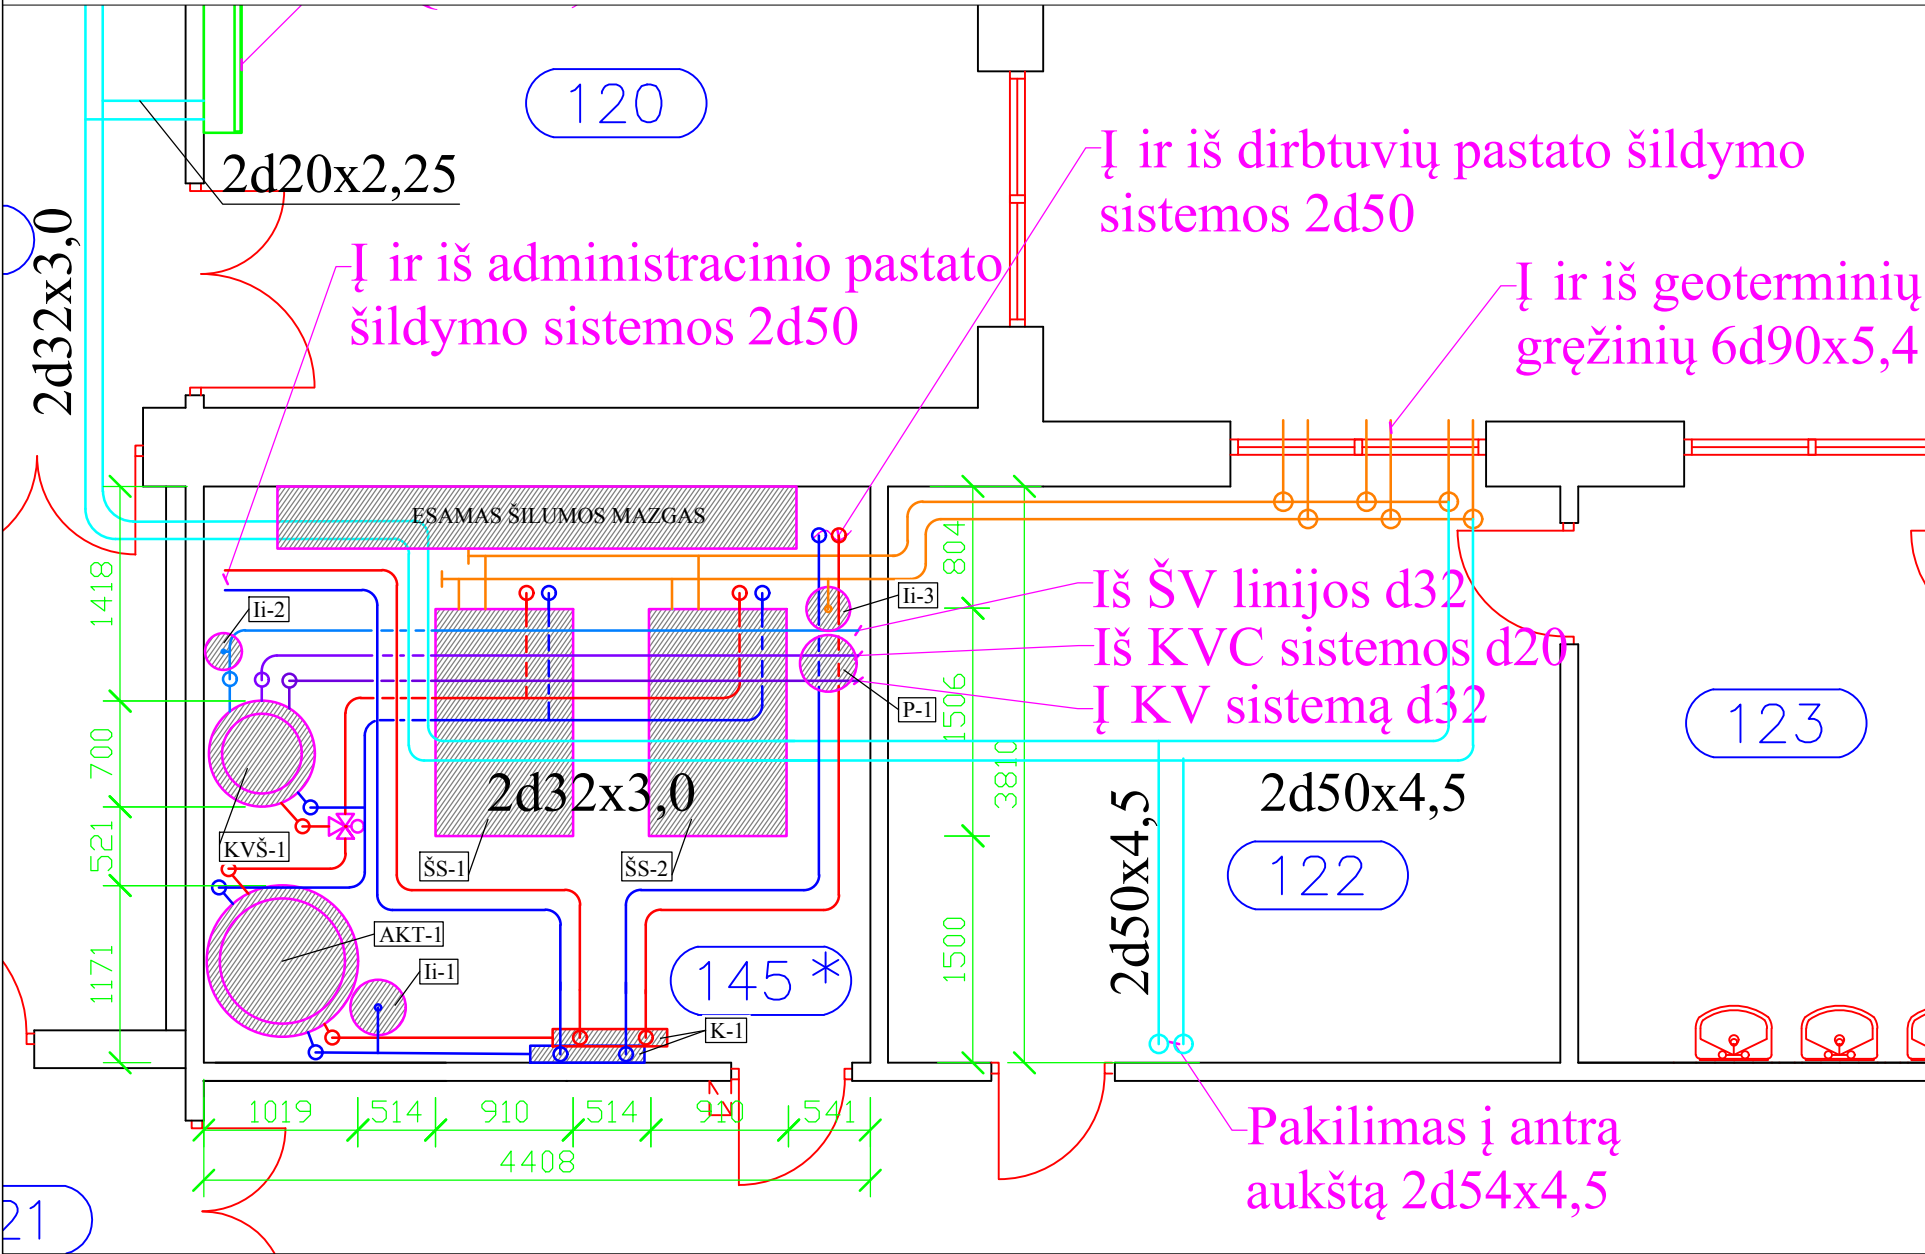 120
2d20x2,25
2d32x3,0
Į ir iš dirbtuvių pastato šildymo
sistemos 2d50
Į ir iš administracinio pastato
šildymo sistemos 2d50
Į ir iš geoterminių
gręžinių 6d90x5,4
ESAMAS ŠILUMOS MAZGAS
804
1418
Ii-2
Ii-3
Iš ŠV linijos d32
Iš KVC sistemos d20
Į KV sistemą d32
P-1
1506
3810
700
123
2d32x3,0
2d50x4,5
2d50x4,5
521
KVŠ-1
ŠS-1
ŠS-2
122
AKT-1
Ii-1
1171
1500
145*
K-1
1019
514
910
514
910
541
4408
Pakilimas į antrą
aukštą 2d54x4,5
21